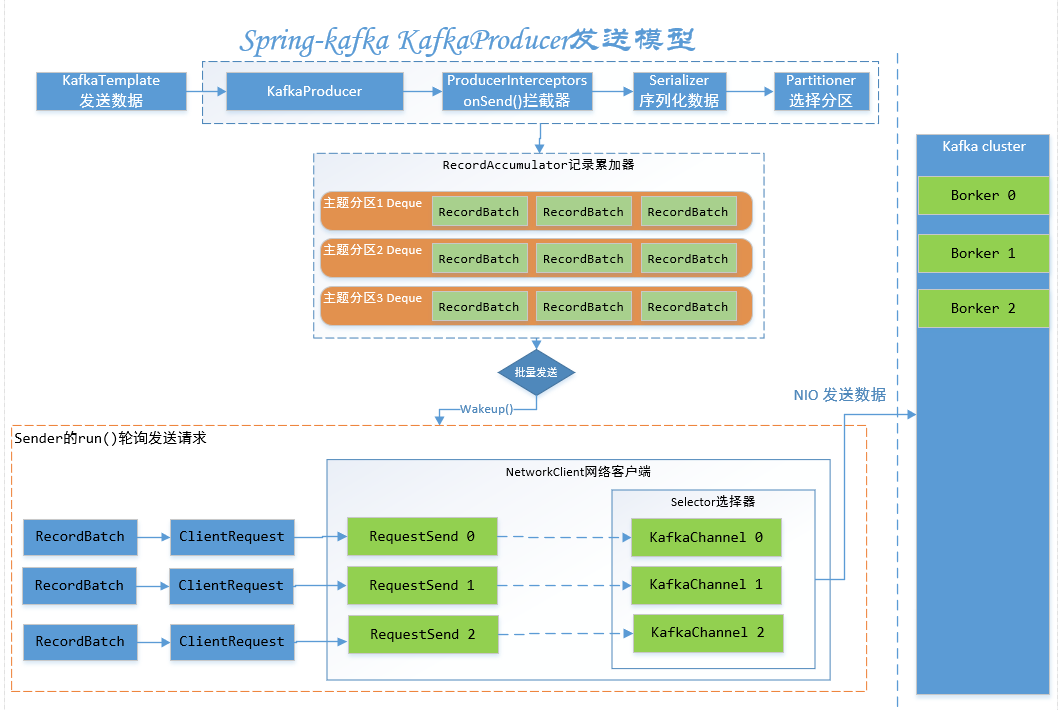 Spring-kafka KafkaProducer发送模型
KafkaTemplate
发送数据
KafkaProducer
ProducerInterceptors
onSend()拦截器
Serializer
序列化数据
Partitioner
选择分区
Kafka cluster
Borker 0
Borker 1
Borker 2
RecordAccumulator记录累加器
主题分区1 Deque
RecordBatch
RecordBatch
RecordBatch
主题分区2 Deque
RecordBatch
RecordBatch
RecordBatch
主题分区3 Deque
RecordBatch
RecordBatch
RecordBatch
批量发送
Wakeup()
NIO 发送数据
Sender的run()轮询发送请求
NetworkClient网络客户端
Selector选择器
RecordBatch
ClientRequest
RequestSend 0
KafkaChannel 0
RecordBatch
ClientRequest
RequestSend 1
KafkaChannel 1
RecordBatch
ClientRequest
RequestSend 2
KafkaChannel 2